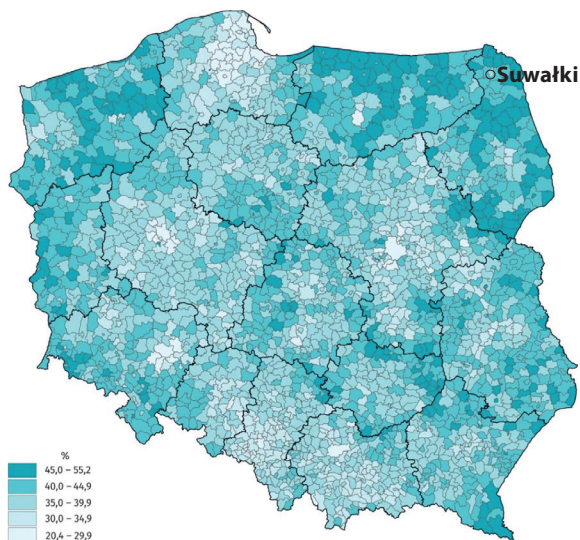 Suwałki
%
45,0 – 55,2
40,0 – 44,9
35,0 – 39,9
30,0 – 34,9
20,4 – 29,9